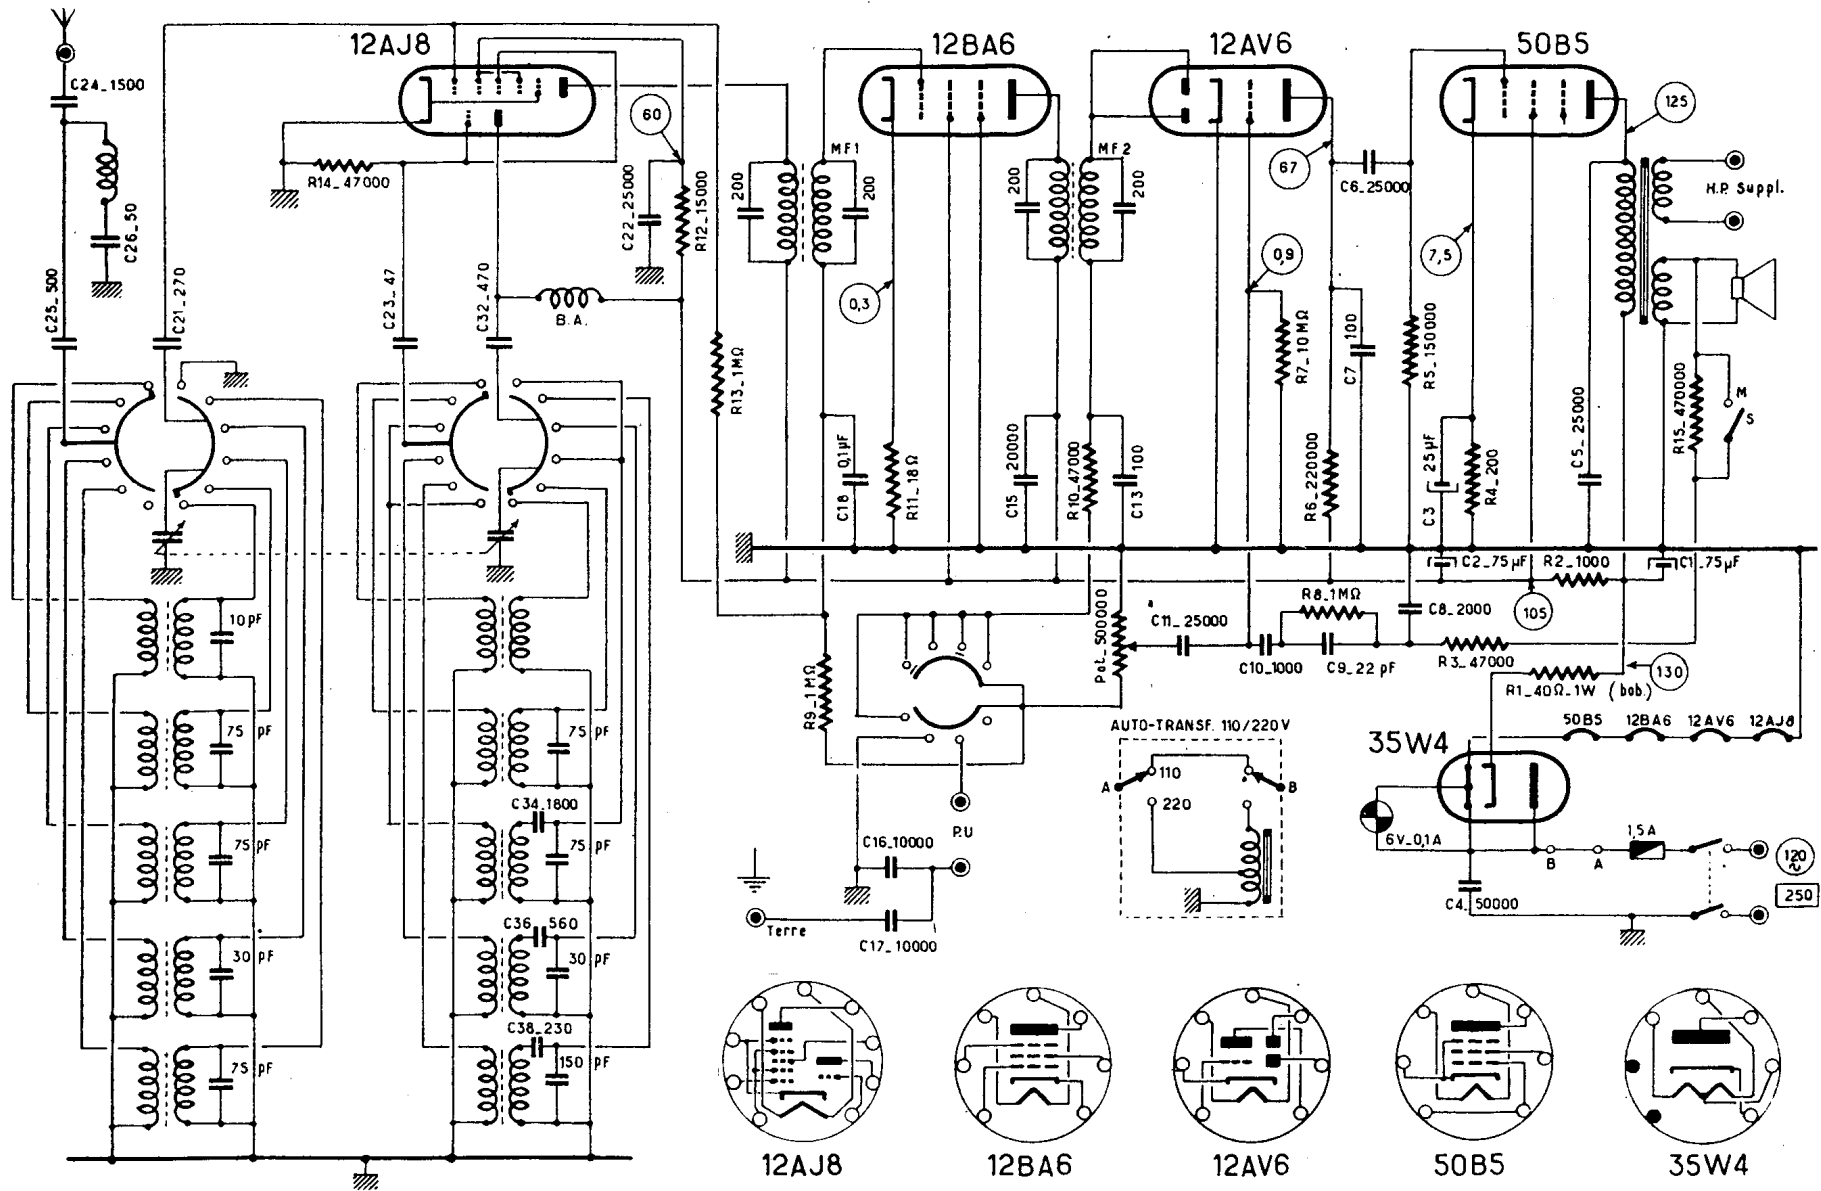 12AJ8
12BA6
12AV6
50B5
C24_1500
C26_50
C25_500
C21_270
R14_47000
C23_47
C32_470
B.A.
60
C22_25000
R12_15000
R13_1MΩ
200
MF1
200
0,3
C18 0,1µF
R11_18Ω
200
MF2
200
C15 20000
R10_47000
C13 100
67
C6_25000
0,9
R7_10MΩ
C7 100
R6_220000
R5_150000
7,5
C3 25µF
R4_200
125
H.P. Suppl.
C5_25000
R15_470000
M
S
C2_75µF
R2_1000
C1_75µF
105
R8_1MΩ
C8_2000
C11_25000
Pot_500000
C10_1000
C9_22pF
R3_47000
130
R1_40Ω_1W (bob.)
R9_1MΩ
50B5
12BA6
12AV6
12AJ8
35W4
AUTO-TRANSF. 110/220V
A
110
B
220
6V_0,1A
1,5A
B
A
120
~
250
C4_50000
P.U
C16_10000
C17_10000
Terre
10pF
75 pF
75 pF
30 pF
75 pF
75 pF
C34_1800
75 pF
C36_560
30 pF
C38_230
150 pF
12AJ8
12BA6
12AV6
50B5
35W4